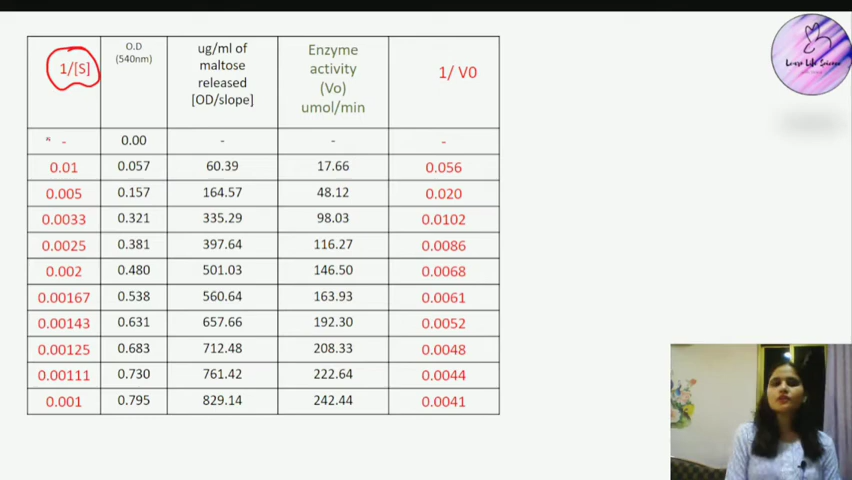 1/[S]
O.D
(540nm)
ug/ml of
maltose
released
[OD/slope]
Enzyme
activity
(Vo)
umol/min
1/ V0
- 0.00 - - -
0.01 0.057 60.39 17.66 0.056
0.005 0.157 164.57 48.12 0.020
0.0033 0.321 335.29 98.03 0.0102
0.0025 0.381 397.64 116.27 0.0086
0.002 0.480 501.03 146.50 0.0068
0.00167 0.538 560.64 163.93 0.0061
0.00143 0.631 657.66 192.30 0.0052
0.00125 0.683 712.48 208.33 0.0048
0.00111 0.730 761.42 222.64 0.0044
0.001 0.795 829.14 242.44 0.0041
Life Science